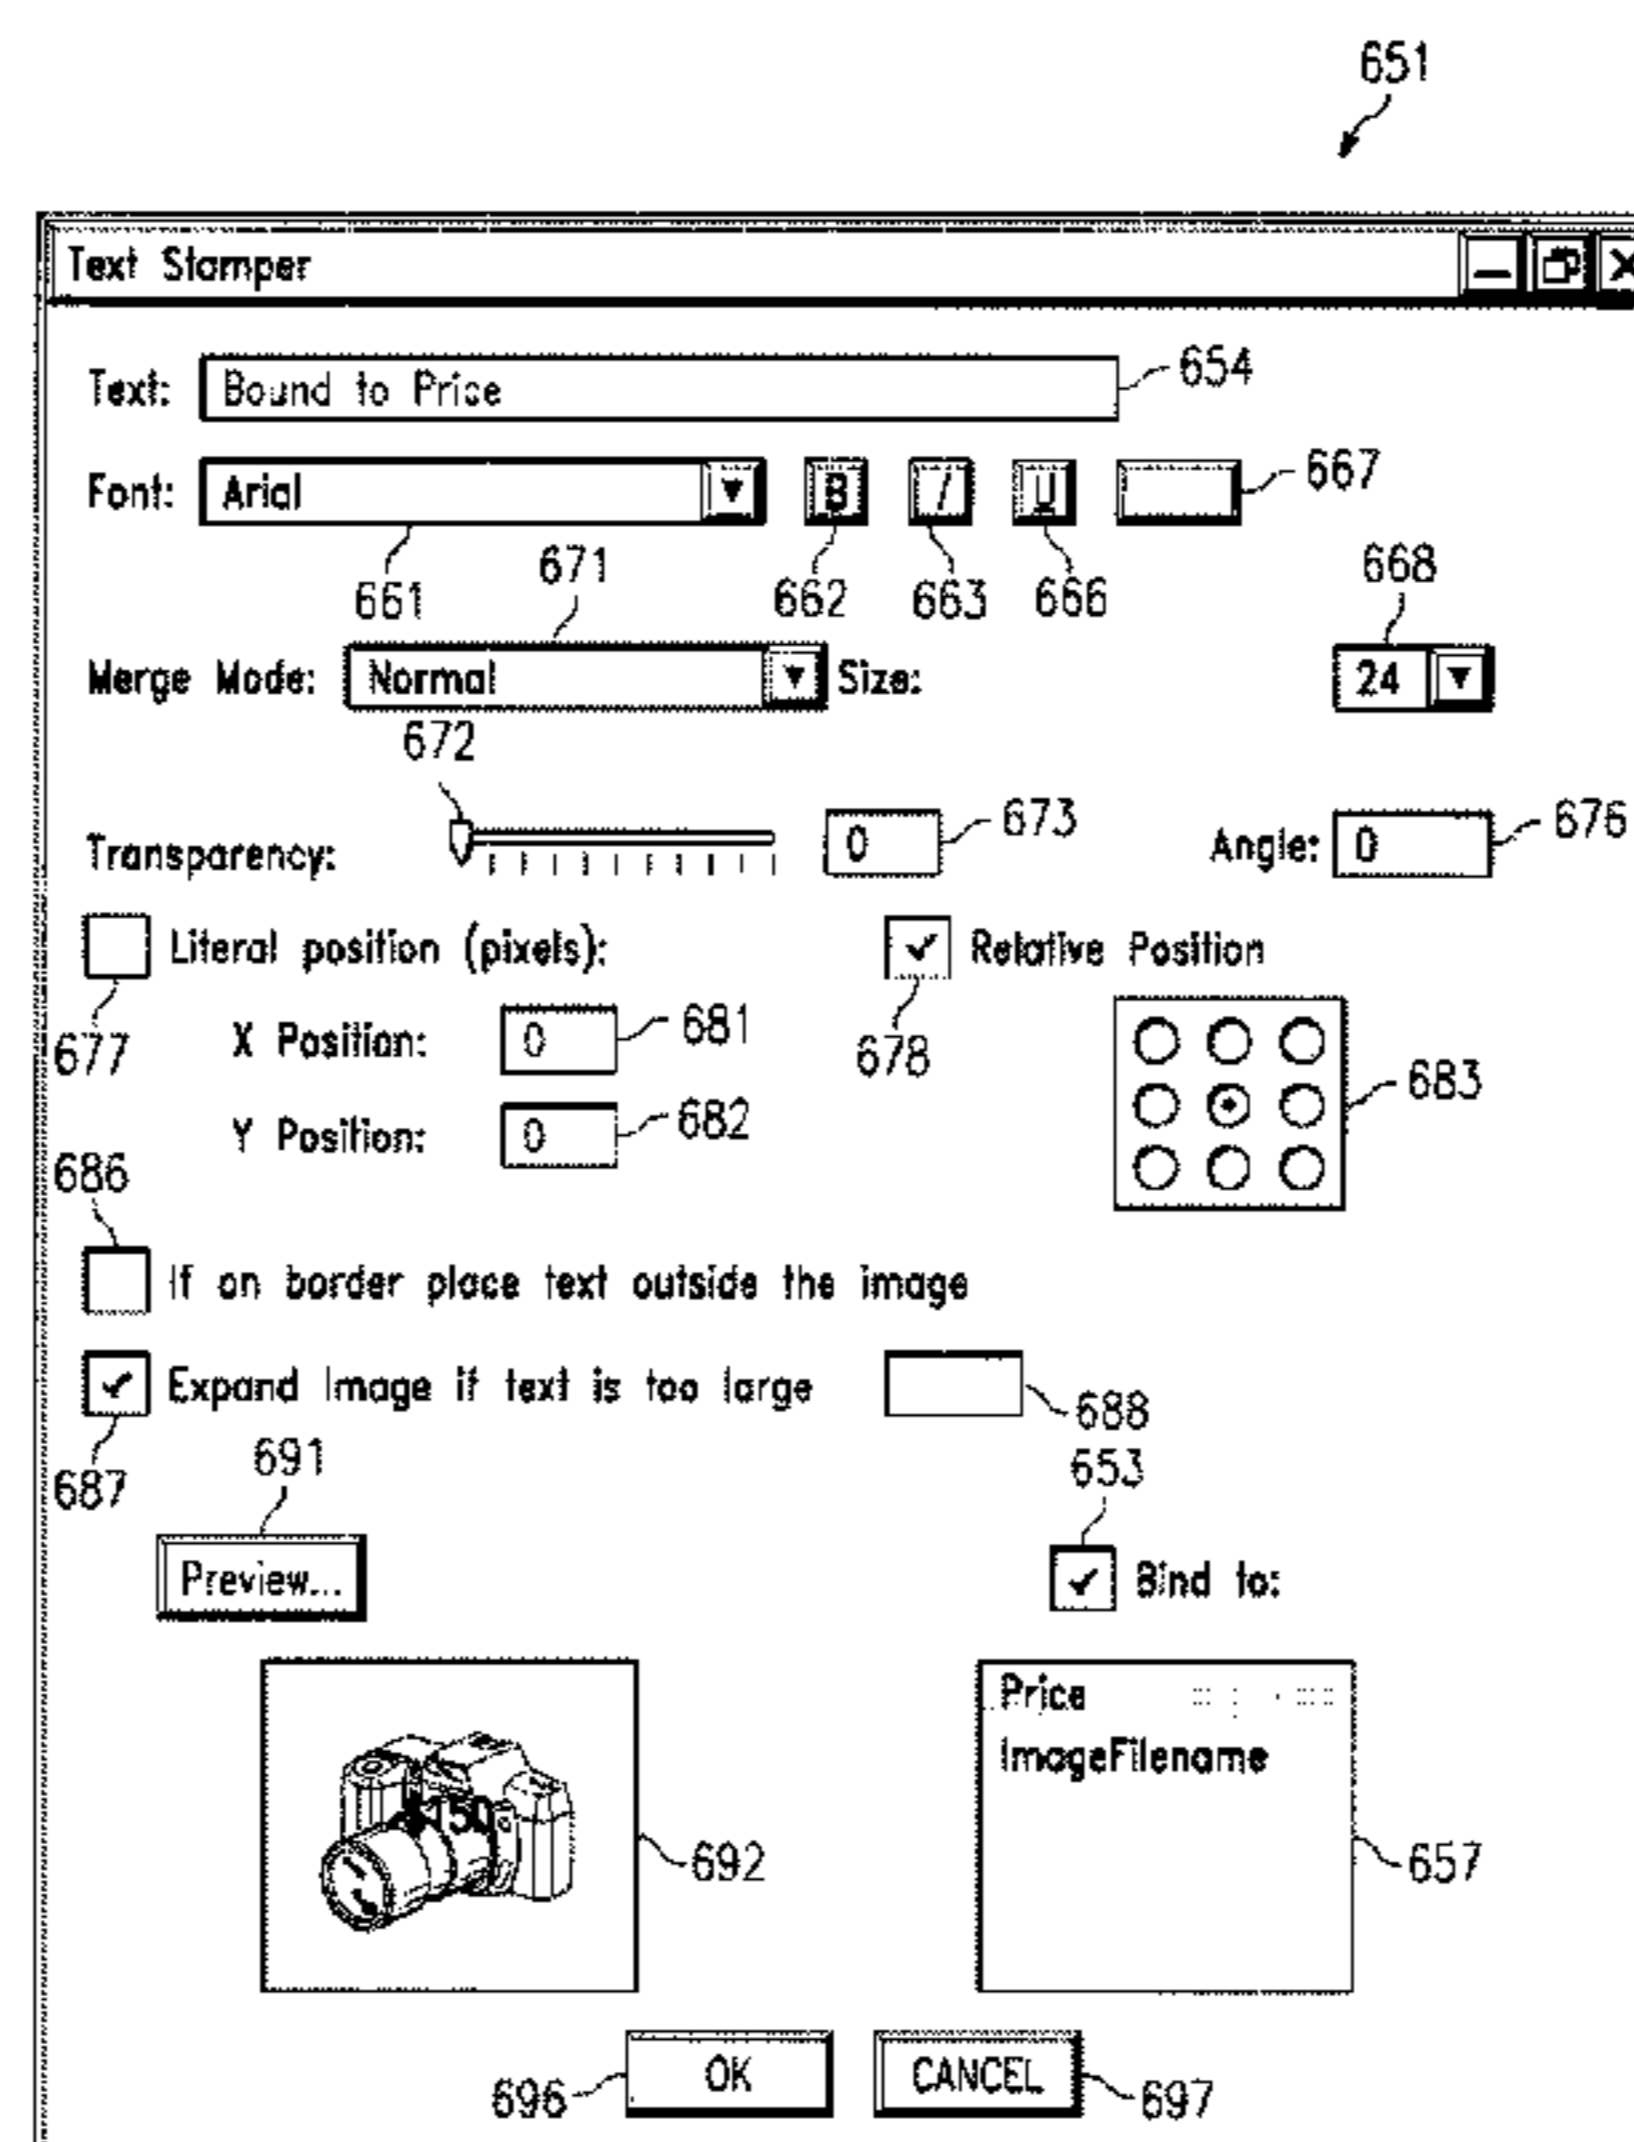 651
Text Stamper
Text: Bound to Price 654
Font: Arial B I U 667
661 671 662 663 666 668
Merge Mode: Normal Size: 24
672
Transparency: 0 673 Angle: 0 676
Literal position (pixels): Relative Position
677 X Position: 0 681 678 683
Y Position: 0 682
686
If on border place text outside the image
Expand Image if text is too large 688
687 691 653
Preview... Bind to:
Price
ImageFilename
150
692 657
696 OK CANCEL 697